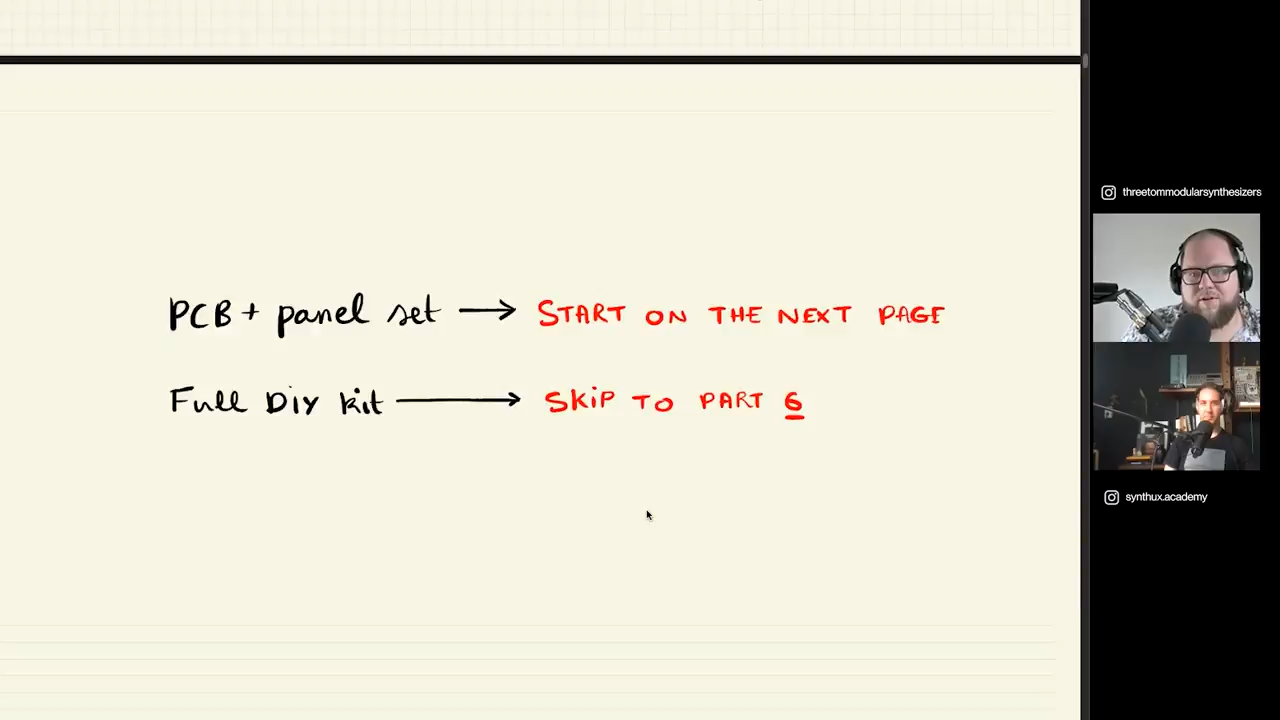 PCB + panel set → START ON THE NEXT PAGE
Full DiY kit → SKiP TO PART 6
threetommodularsynthesizers
synthux.academy